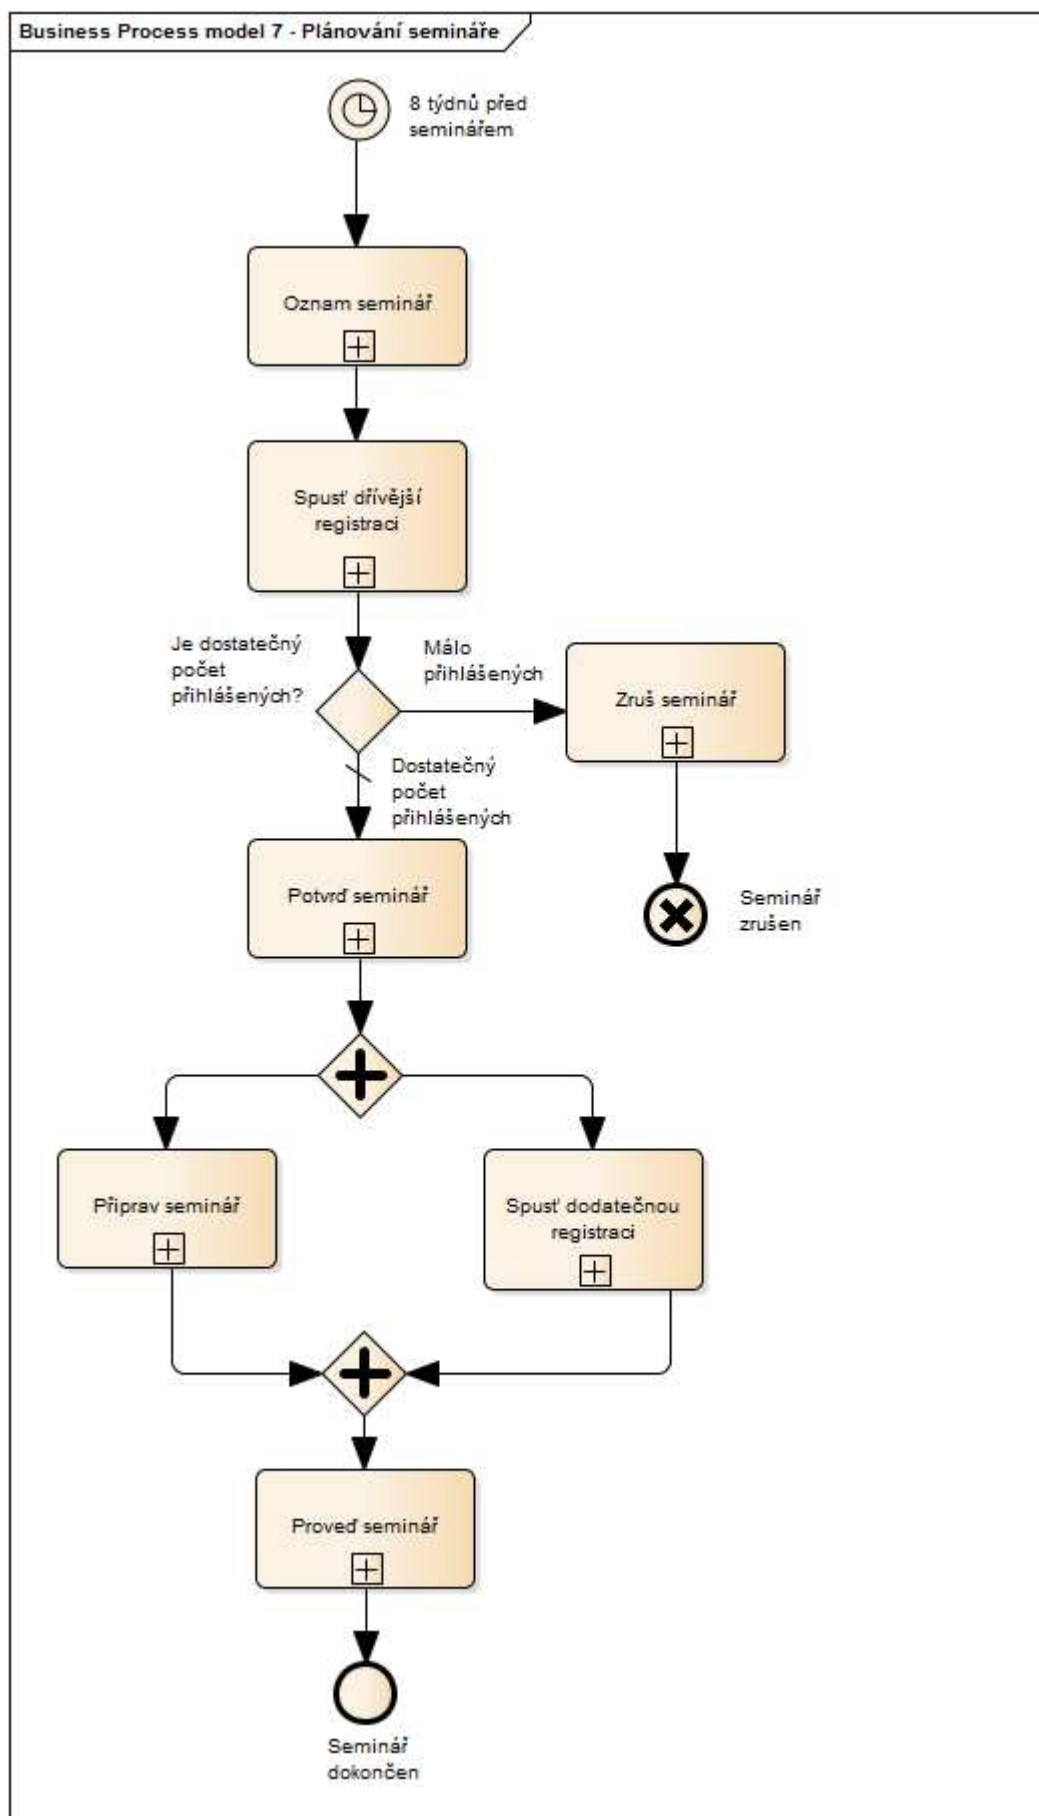 Business Process model 7 - Plánování semináře
8 týdnů před
seminářem
Oznam seminář
Spusť dřívější
registraci
Je dostatečný
počet
přihlášených?
Málo
přihlášených
Zruš seminář
Dostatečný
počet
přihlášených
Potvrď seminář
Seminář
zrušen
Připrav seminář
Spusť dodatečnou
registraci
Proveď seminář
Seminář
dokončen